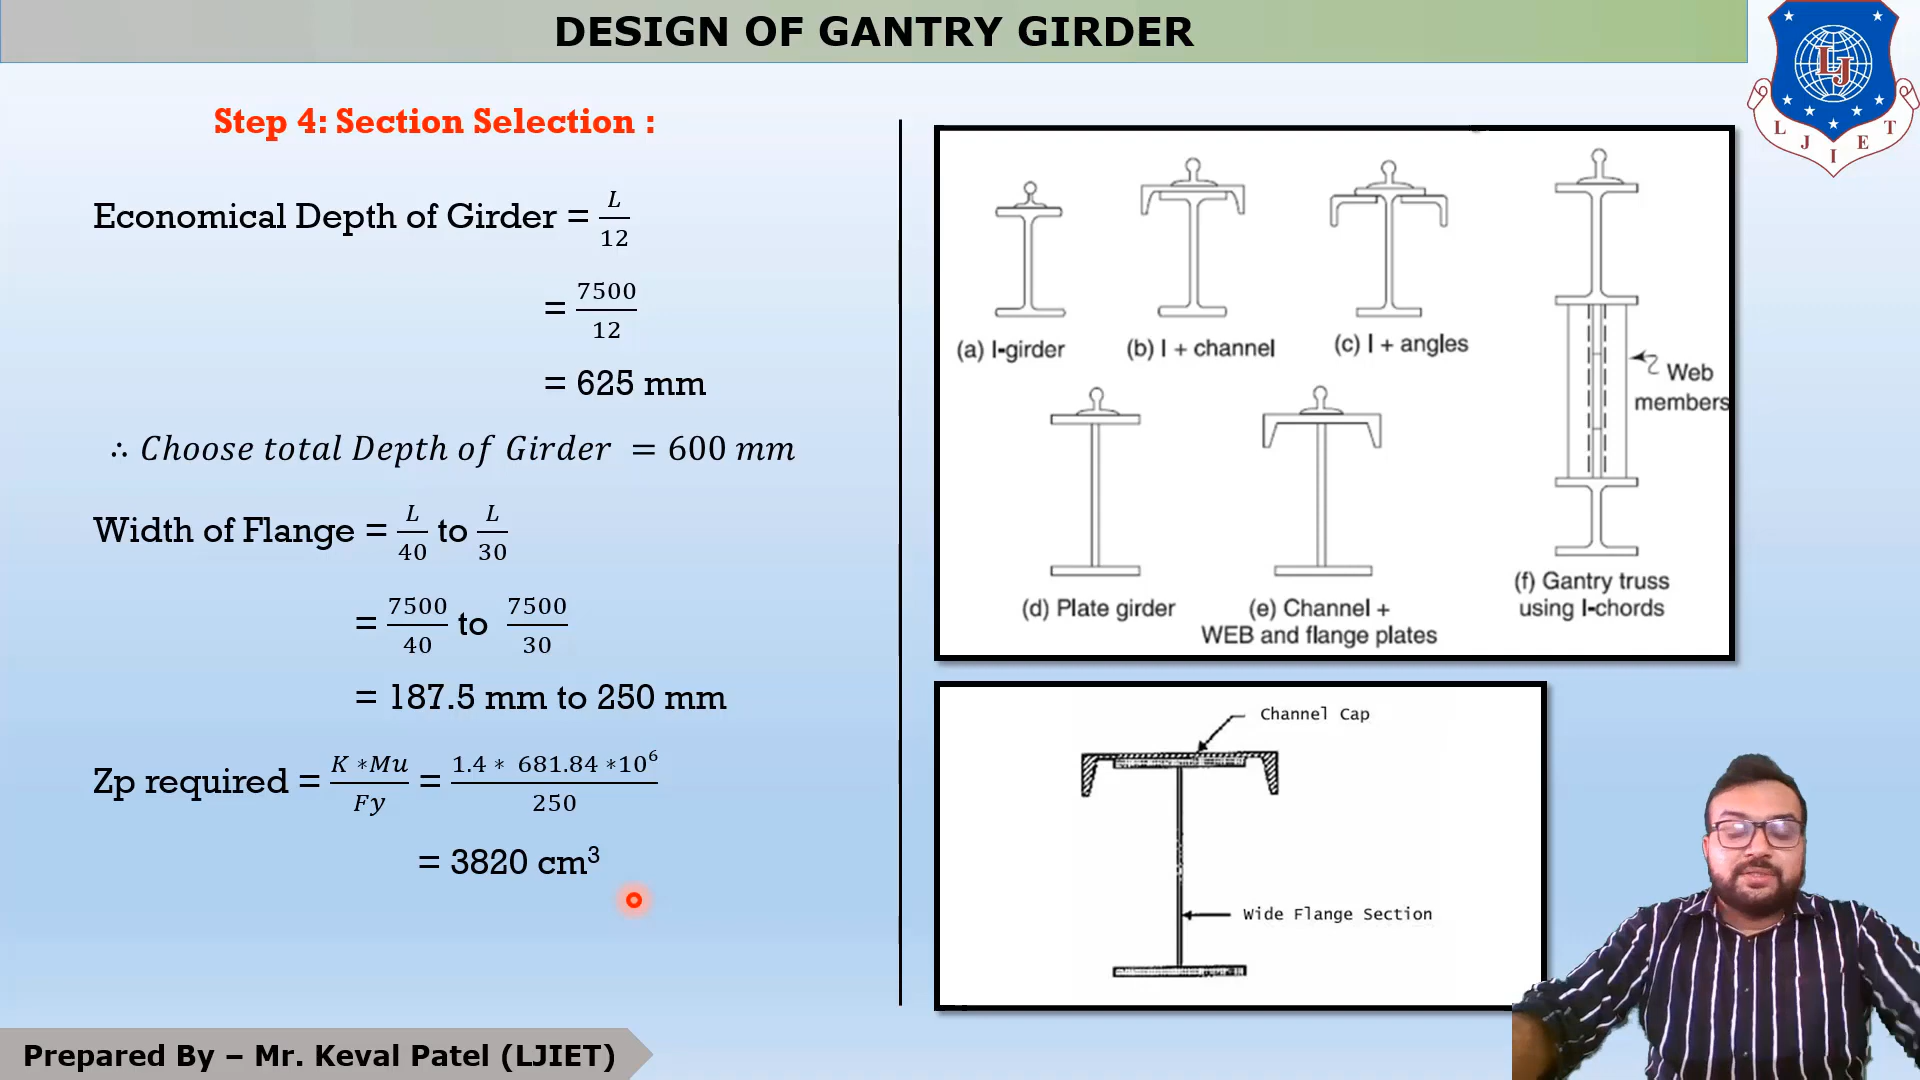 DESIGN OF GANTRY GIRDER
LJ
L J I E T
Step 4: Section Selection :
Economical Depth of Girder = L/12
= 7500/12
= 625 mm
∴ Choose total Depth of Girder = 600 mm
Width of Flange = L/40 to L/30
= 7500/40 to 7500/30
= 187.5 mm to 250 mm
Zp required = K *Mu/Fy = 1.4 * 681.84 *10⁶/250
= 3820 cm³
(a) I-girder
(b) I + channel
(c) I + angles
Web
members
(d) Plate girder
(e) Channel +
WEB and flange plates
(f) Gantry truss
using I-chords
Channel Cap
Wide Flange Section
Prepared By – Mr. Keval Patel (LJIET)